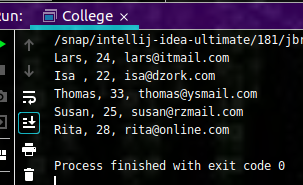 Run: College ×
/snap/intellij-idea-ultimate/181/jbr
Lars, 24, lars@itmail.com
Isa , 22, isa@dzork.com
Thomas, 33, thomas@ysmail.com
Susan, 25, susan@rzmail.com
Rita, 28, rita@online.com
Process finished with exit code 0